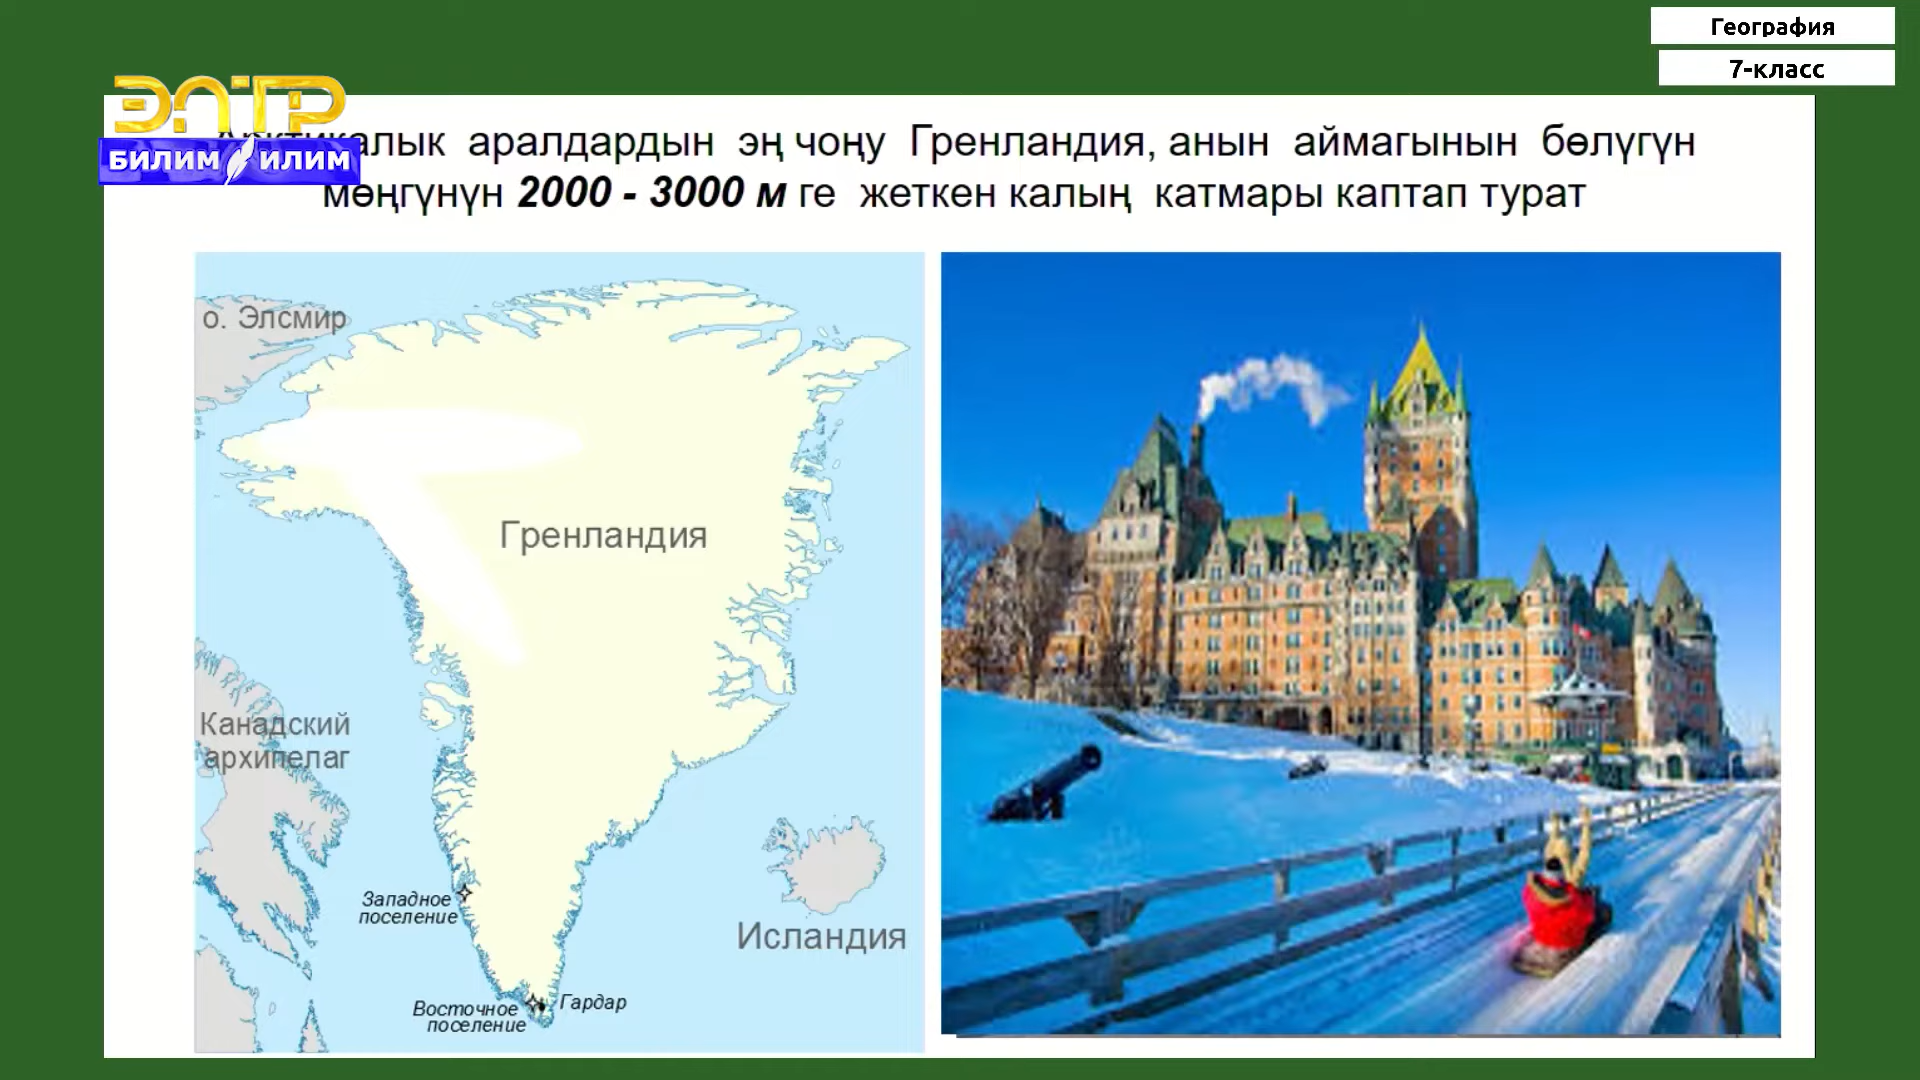 География
7-класс
ЭЛТР
БИЛИМ ИЛИМ
аралдардын эң чоңу Гренландия, анын аймагынын бөлүгүн
мөңгүнүн 2000 - 3000 м ге жеткен калың катмары каптап турат
о. Элсмир
Гренландия
Канадский
архипелаг
Западное
поселение
Исландия
Восточное
поселение
Гардар